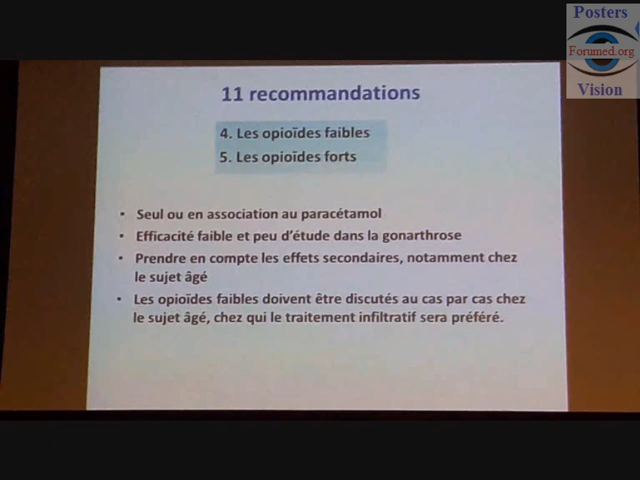 Posters
Forumed.org
Vision
11 recommandations
4. Les opioïdes faibles
5. Les opioïdes forts
• Seul ou en association au paracétamol
• Efficacité faible et peu d'étude dans la gonarthrose
• Prendre en compte les effets secondaires, notamment chez
le sujet âgé
• Les opioïdes faibles doivent être discutés au cas par cas chez
le sujet âgé, chez qui le traitement infiltratif sera préféré.